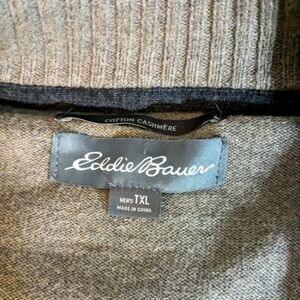 COTTON CASHMERE
Eddie Bauer
MEN'S TXL
MADE IN CHINA